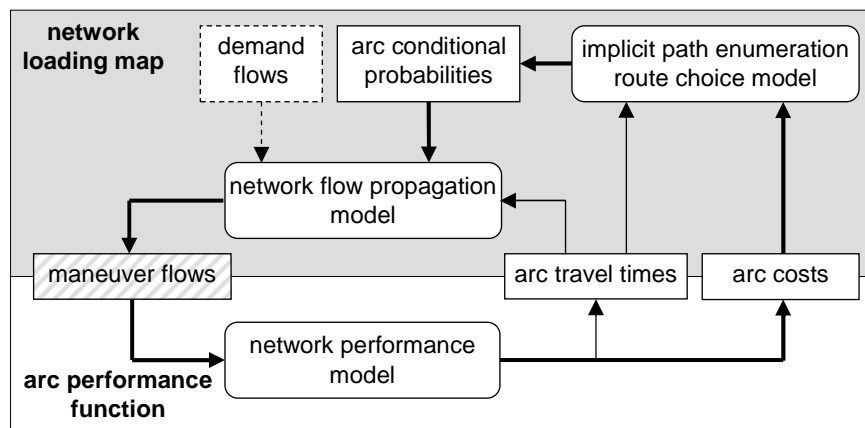 network
loading map
demand
flows
arc conditional
probabilities
implicit path enumeration
route choice model
network flow propagation
model
maneuver flows
arc travel times
arc costs
network performance
model
arc performance
function